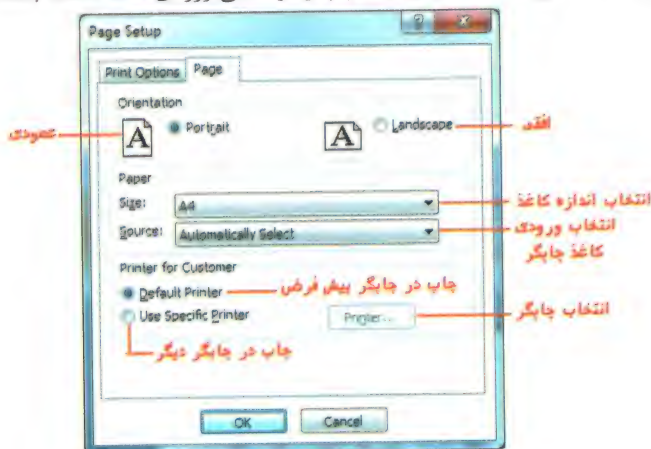 Page Setup
Print Options
Page
Orientation
عمودی
A
Portrait
A
Landscape
افقی
Paper
Size:
A4
انتخاب اندازه کاغذ
Source:
Automatically Select
انتخاب ورودی
کاغذ چاپگر
Printer for Customer
Default Printer
چاپ در چاپگر پیش فرض
Use Specific Printer
Printer...
انتخاب چاپگر
چاپ در چاپگر دیگر
OK
Cancel